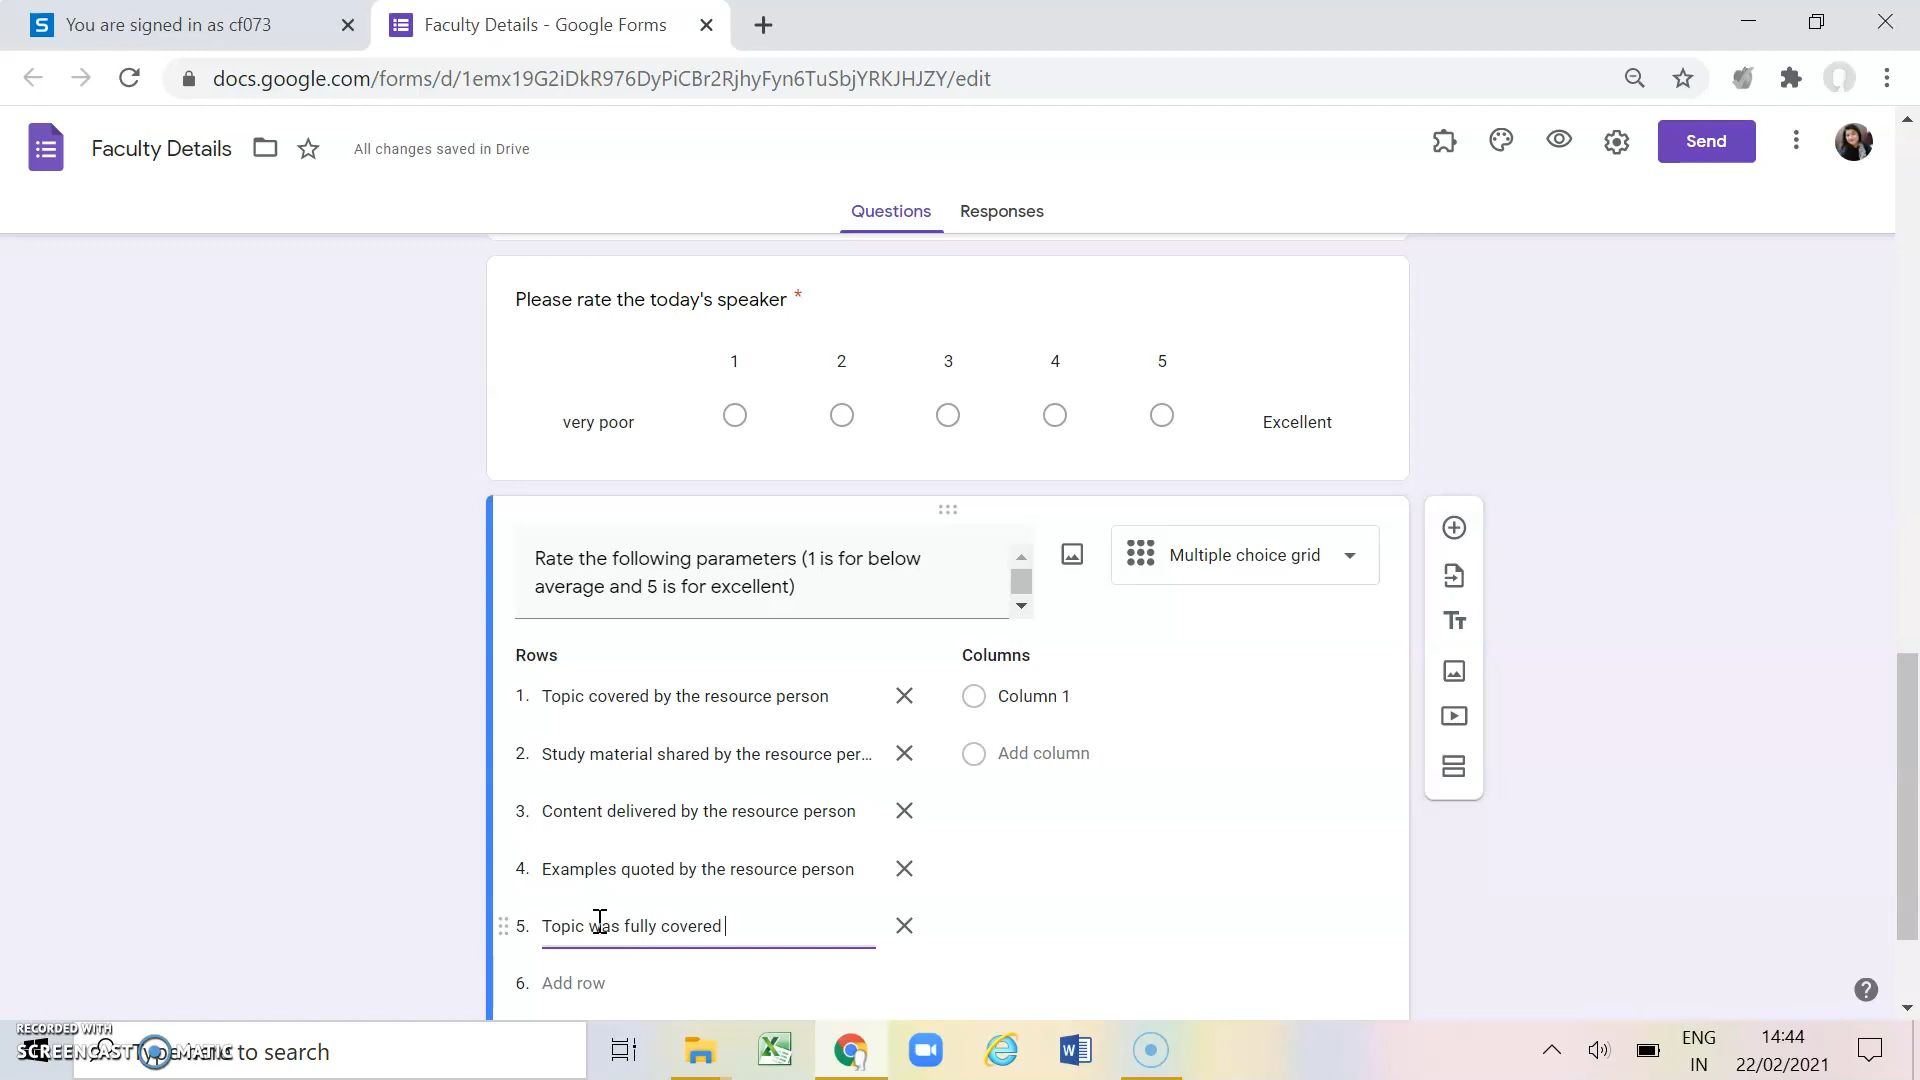 You are signed in as cf073
Faculty Details - Google Forms
docs.google.com/forms/d/1emx19G2iDkR976DyPiCBr2RjhyFyn6TuSbjYRKJHJZY/edit
Faculty Details
All changes saved in Drive
Send
Questions
Responses
Please rate the today's speaker *
1 2 3 4 5
very poor
Excellent
Rate the following parameters (1 is for below
average and 5 is for excellent)
Multiple choice grid
Rows
Columns
1. Topic covered by the resource person
Column 1
2. Study material shared by the resource per...
Add column
3. Content delivered by the resource person
4. Examples quoted by the resource person
5. Topic was fully covered
6. Add row
RECORDED WITH
SCREENCAST MATIC
to search
ENG
IN
14:44
22/02/2021